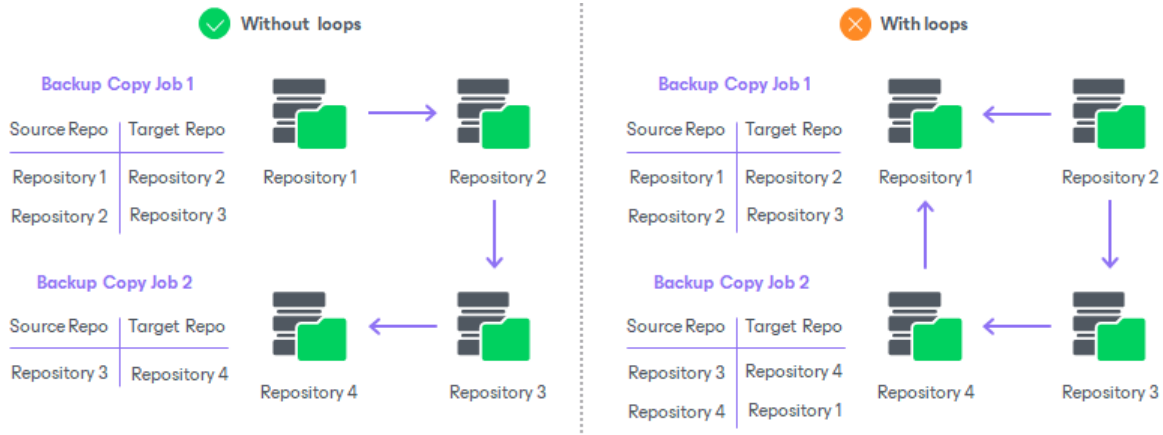 Without loops
Backup Copy Job 1
Source Repo Target Repo
Repository 1 Repository 2
Repository 2 Repository 3
Repository 1
Repository 2
Backup Copy Job 2
Source Repo Target Repo
Repository 3 Repository 4
Repository 4
Repository 3
With loops
Backup Copy Job 1
Source Repo Target Repo
Repository 1 Repository 2
Repository 2 Repository 3
Repository 1
Repository 2
Backup Copy Job 2
Source Repo Target Repo
Repository 3 Repository 4
Repository 4 Repository 1
Repository 4
Repository 3